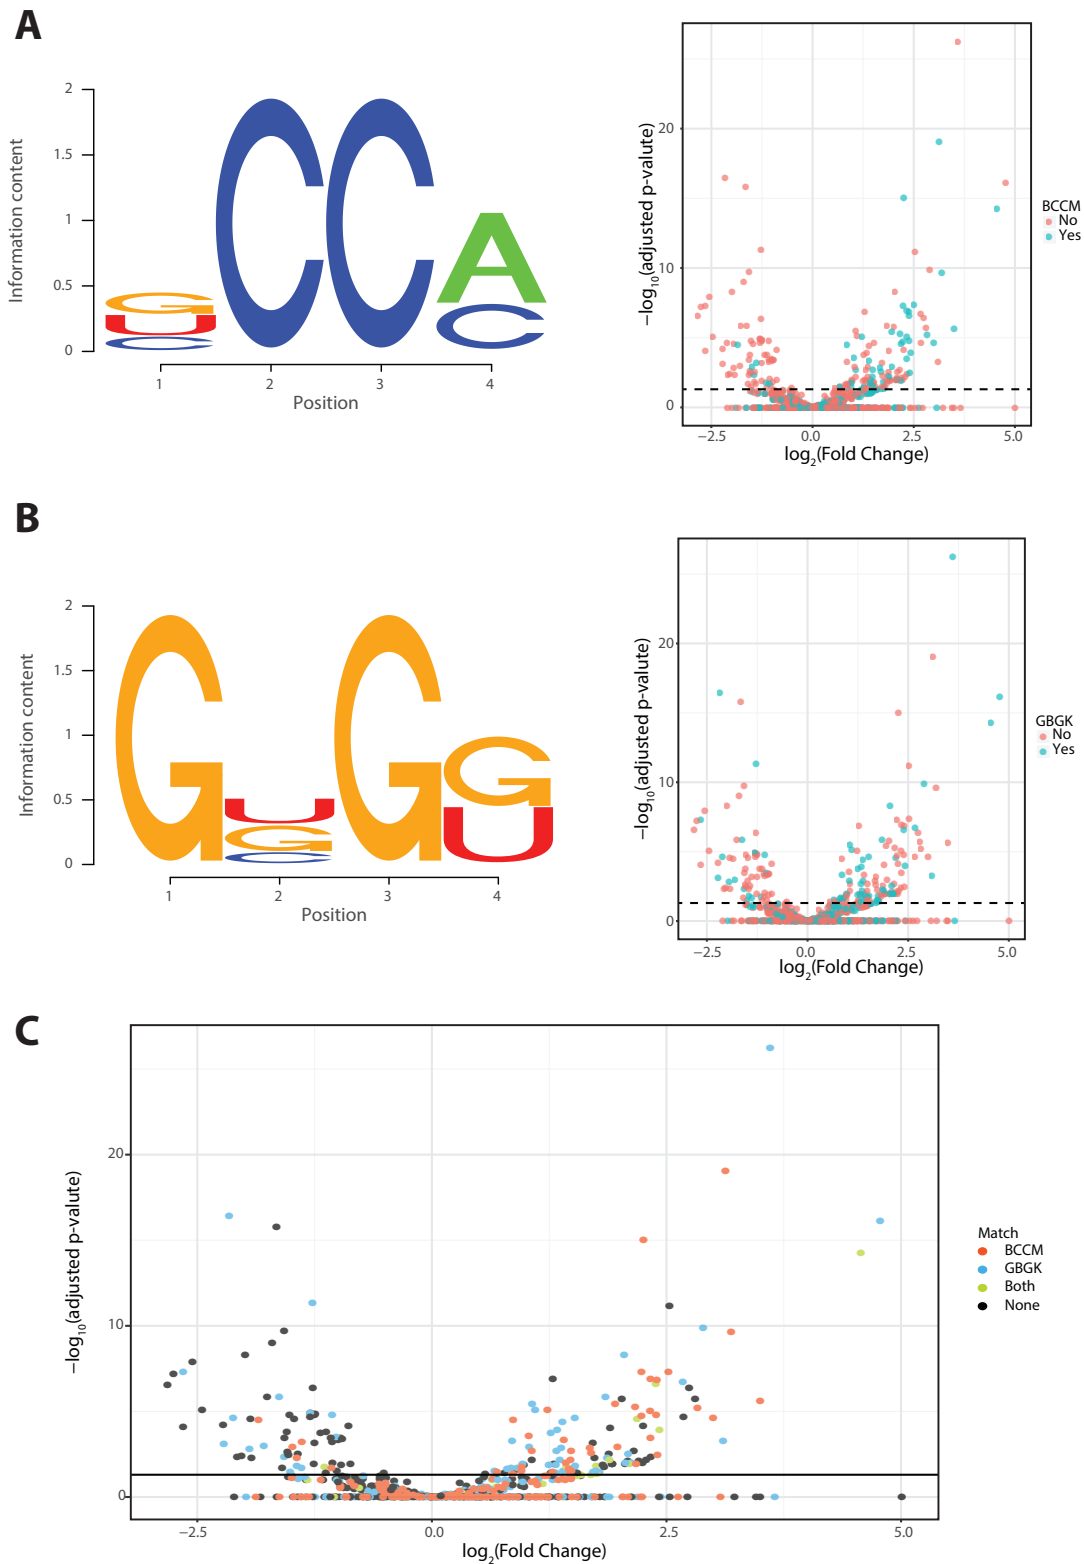 A
Information content
2
1.5
1
0.5
0
G
U
C
C
C
A
C
1
2
3
4
Position
−log10(adjusted p-valute)
20
10
0
−2.5
0.0
2.5
5.0
log2(Fold Change)
BCCM
No
Yes
B
Information content
2
1.5
1
0.5
0
G
U
G
C
G
G
U
1
2
3
4
Position
−log10(adjusted p-valute)
20
10
0
−2.5
0.0
2.5
5.0
log2(Fold Change)
GBGK
No
Yes
C
−log10(adjusted p-valute)
20
10
0
−2.5
0.0
2.5
5.0
log2(Fold Change)
Match
BCCM
GBGK
Both
None